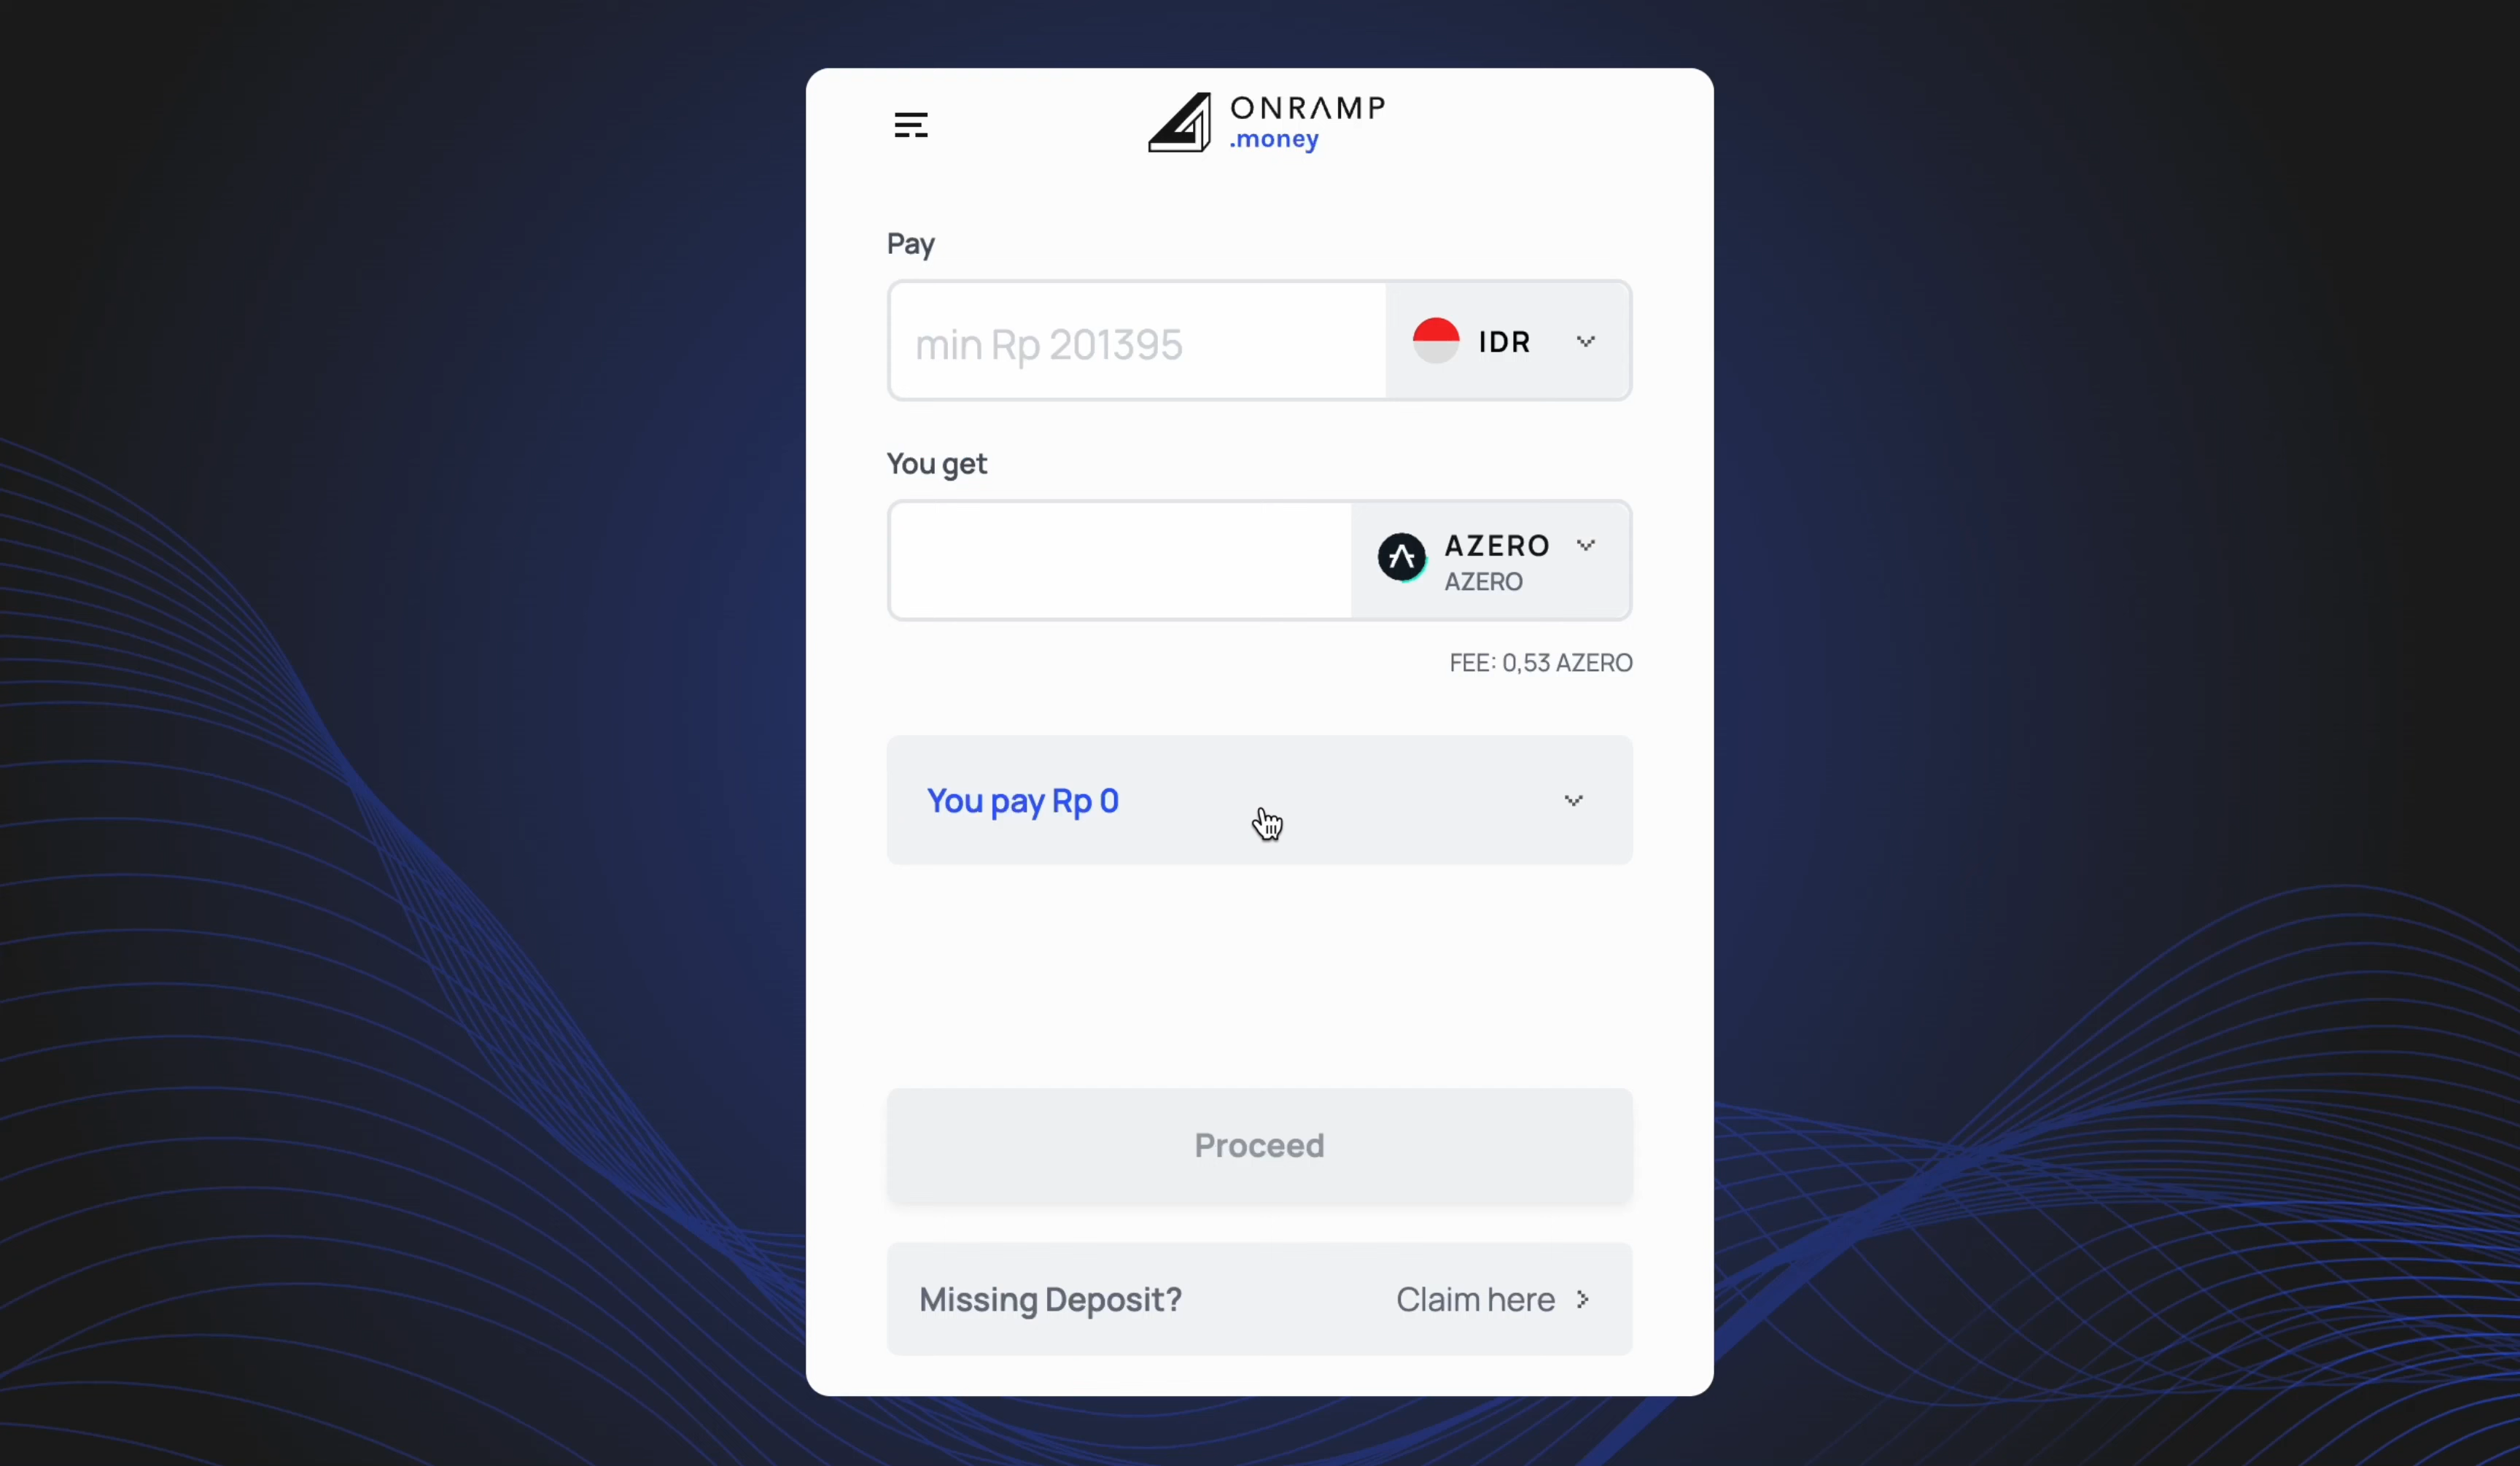 ONRAMP
.money
Pay
min Rp 201395
IDR
You get
AZERO
AZERO
FEE: 0,53 AZERO
You pay Rp 0
Proceed
Missing Deposit?
Claim here